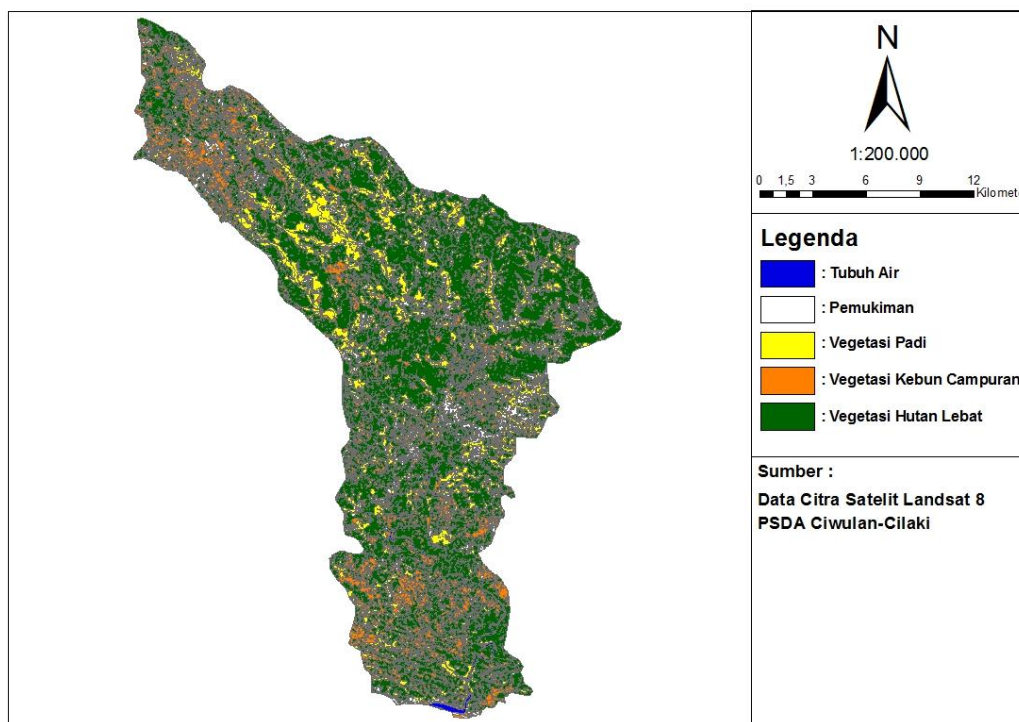 N
1:200.000
0 1,5 3 6 9 12
Kilomete
Legenda
: Tubuh Air
: Pemukiman
: Vegetasi Padi
: Vegetasi Kebun Campuran
: Vegetasi Hutan Lebat
Sumber :
Data Citra Satelit Landsat 8
PSDA Ciwulan-Cilaki